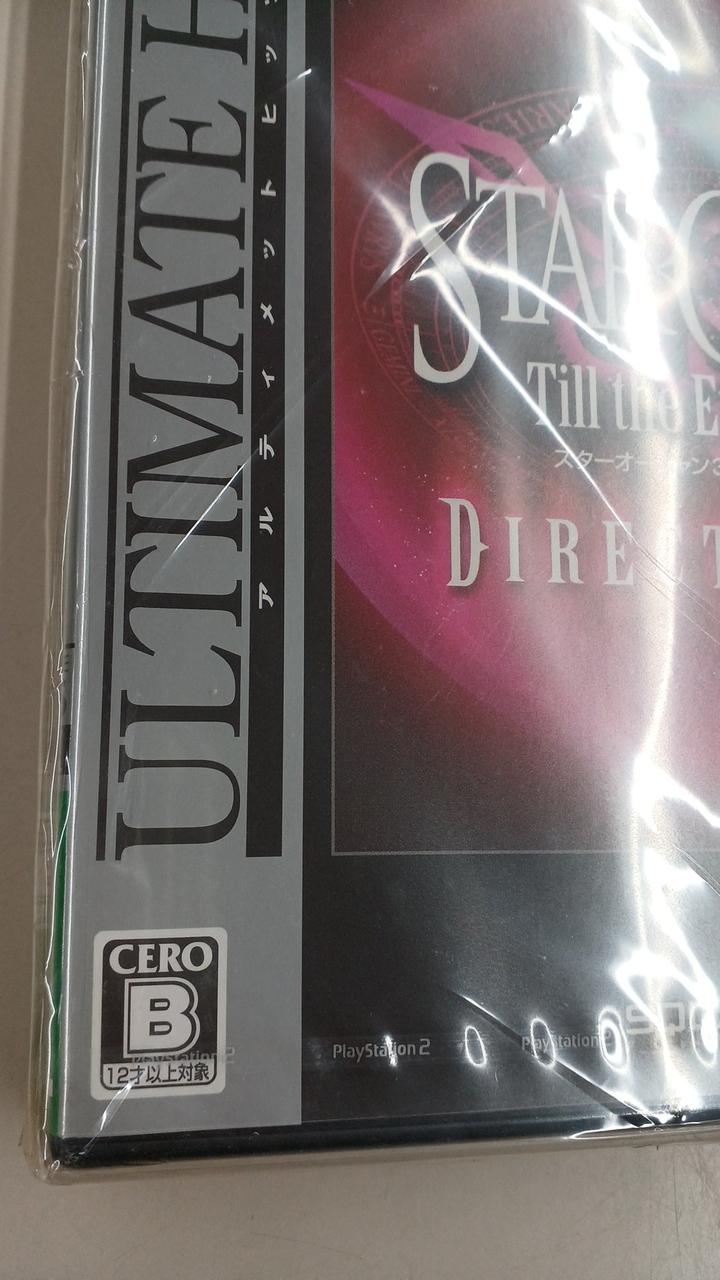 ULTIMATE H
アルティメットヒッ
STAR O
Till the E
スターオーシャン3
DIRECT
CERO
B
12才以上対象
PlayStation 2
PlayStation 2
PlayStation 2
SQU